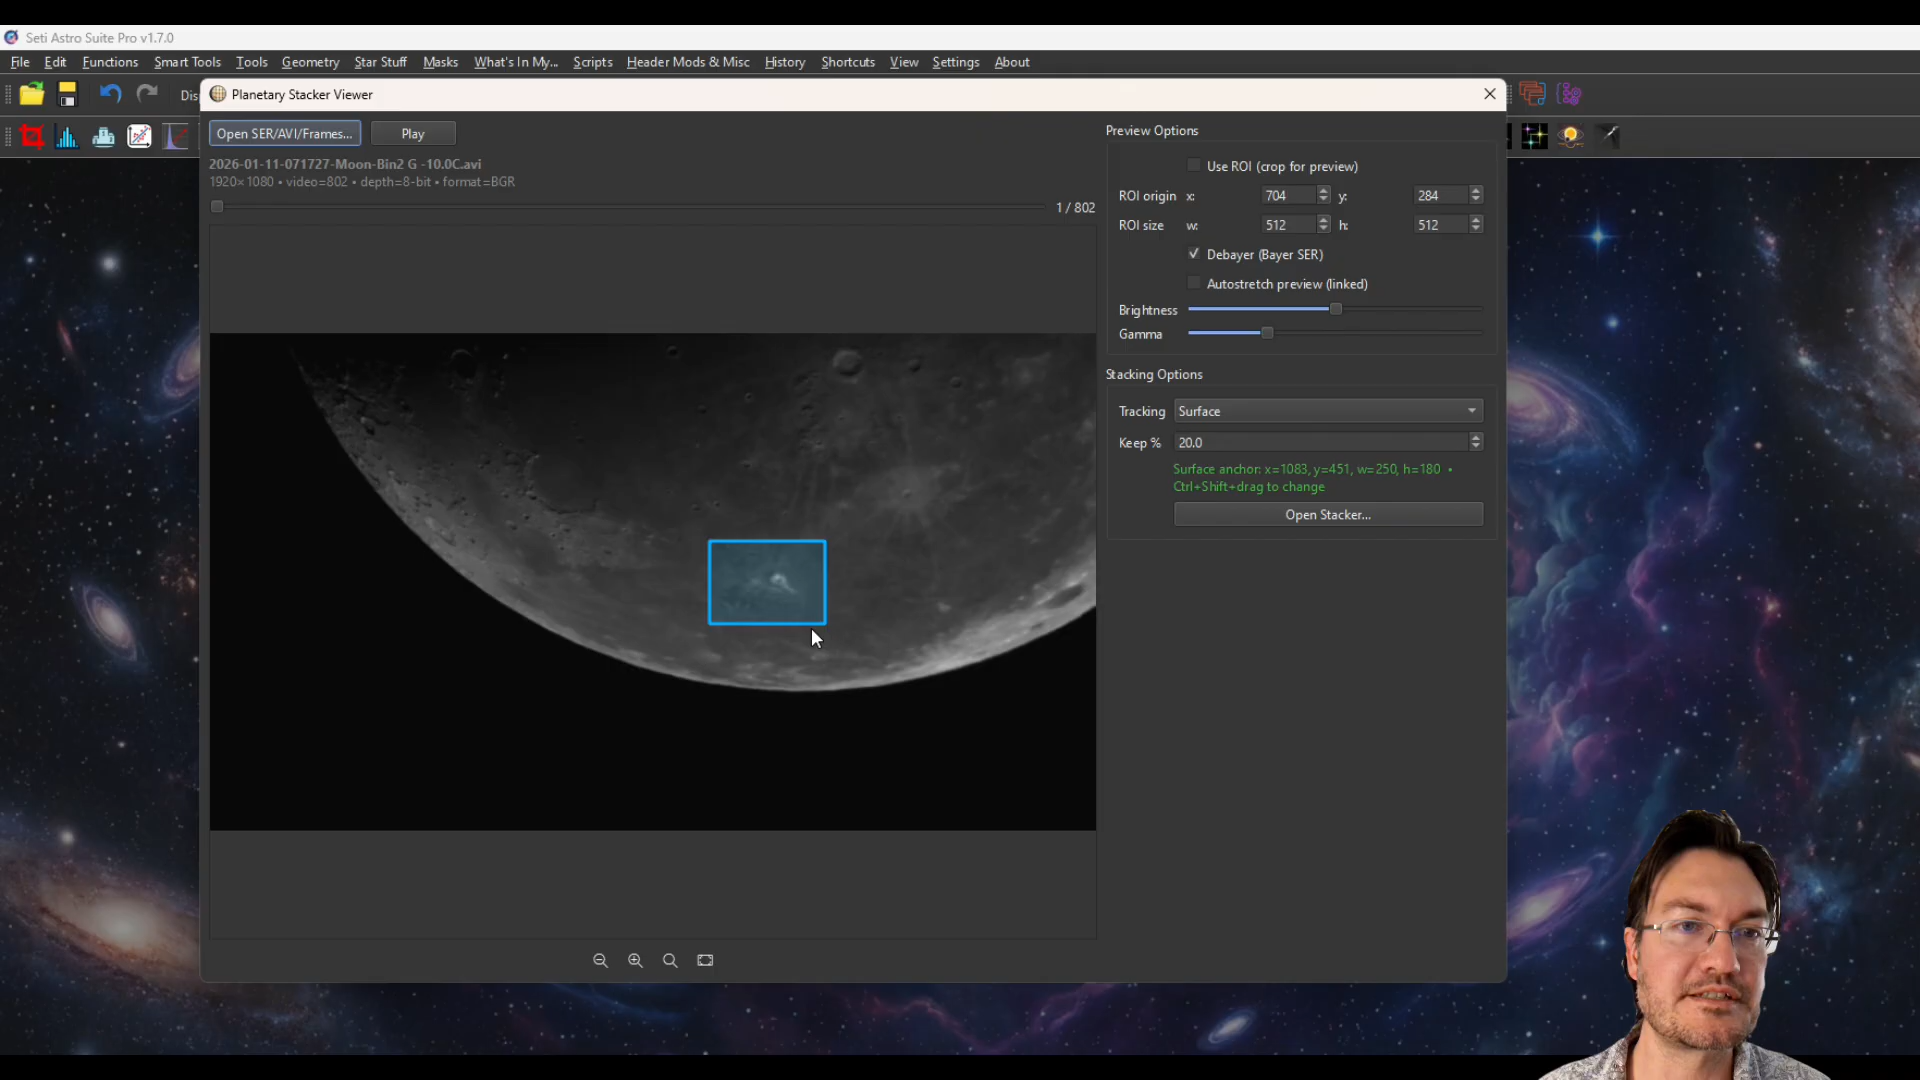 Seti Astro Suite Pro v1.7.0
File Edit Functions Smart Tools Tools Geometry Star Stuff Masks What's In My... Scripts Header Mods & Misc History Shortcuts View Settings About
Dis
Planetary Stacker Viewer
Open SER/AVI/Frames... Play
2026-01-11-071727-Moon-Bin2 G -10.0C.avi
1920×1080 • video=802 • depth=8-bit • format=BGR
1 / 802
Preview Options
Use ROI (crop for preview)
ROI origin x: 704 y: 284
ROI size w: 512 h: 512
Debayer (Bayer SER)
Autostretch preview (linked)
Brightness
Gamma
Stacking Options
Tracking Surface
Keep % 20.0
Surface anchor: x=1083, y=451, w=250, h=180 •
Ctrl+Shift+drag to change
Open Stacker...